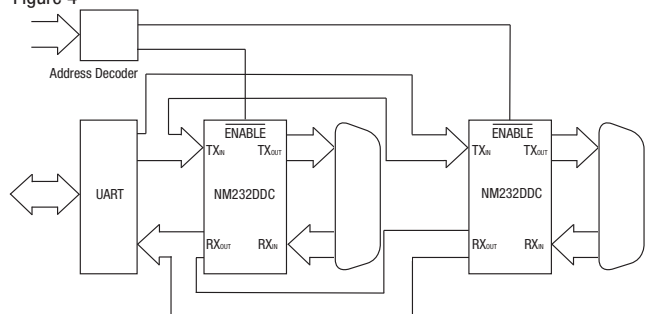 Figure 4
Address Decoder
UART
ENABLE
TXIN TXOUT
NM232DDC
RXOUT RXIN
ENABLE
TXIN TXOUT
NM232DDC
RXOUT RXIN